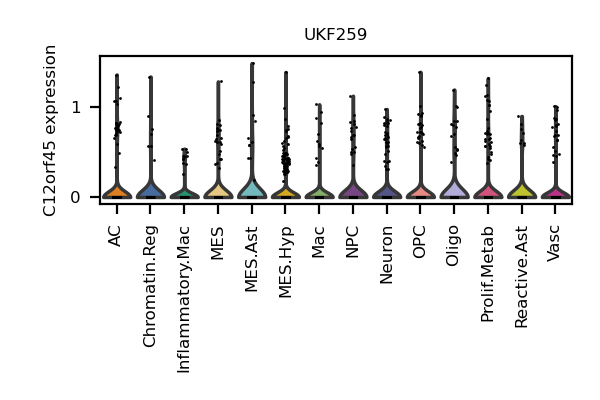 UKF259
C12orf45 expression
1
0
AC
Chromatin.Reg
Inflammatory.Mac
MES
MES.Ast
MES.Hyp
Mac
NPC
Neuron
OPC
Oligo
Prolif.Metab
Reactive.Ast
Vasc